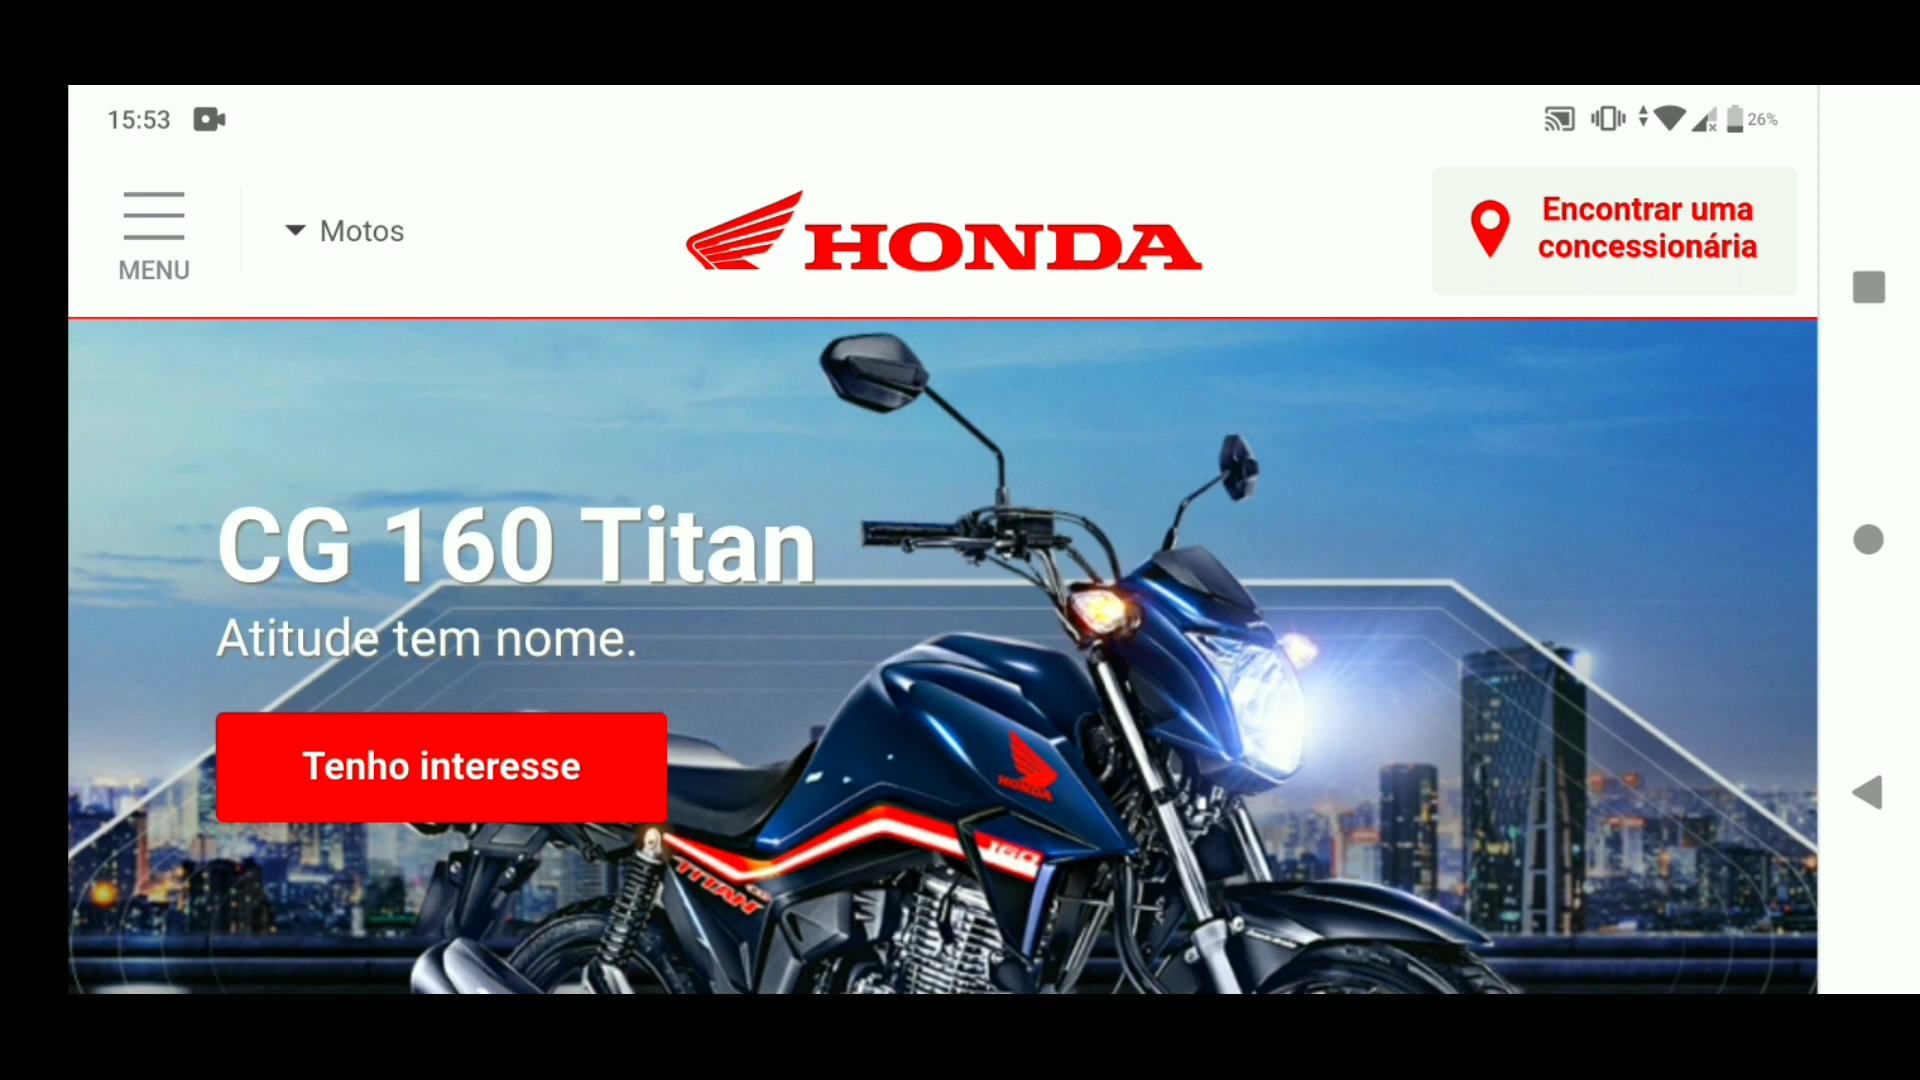 15:53
26%
MENU
Motos
HONDA
Encontrar uma
concessionária
CG 160 Titan
Atitude tem nome.
Tenho interesse
HONDA
160
TITAN